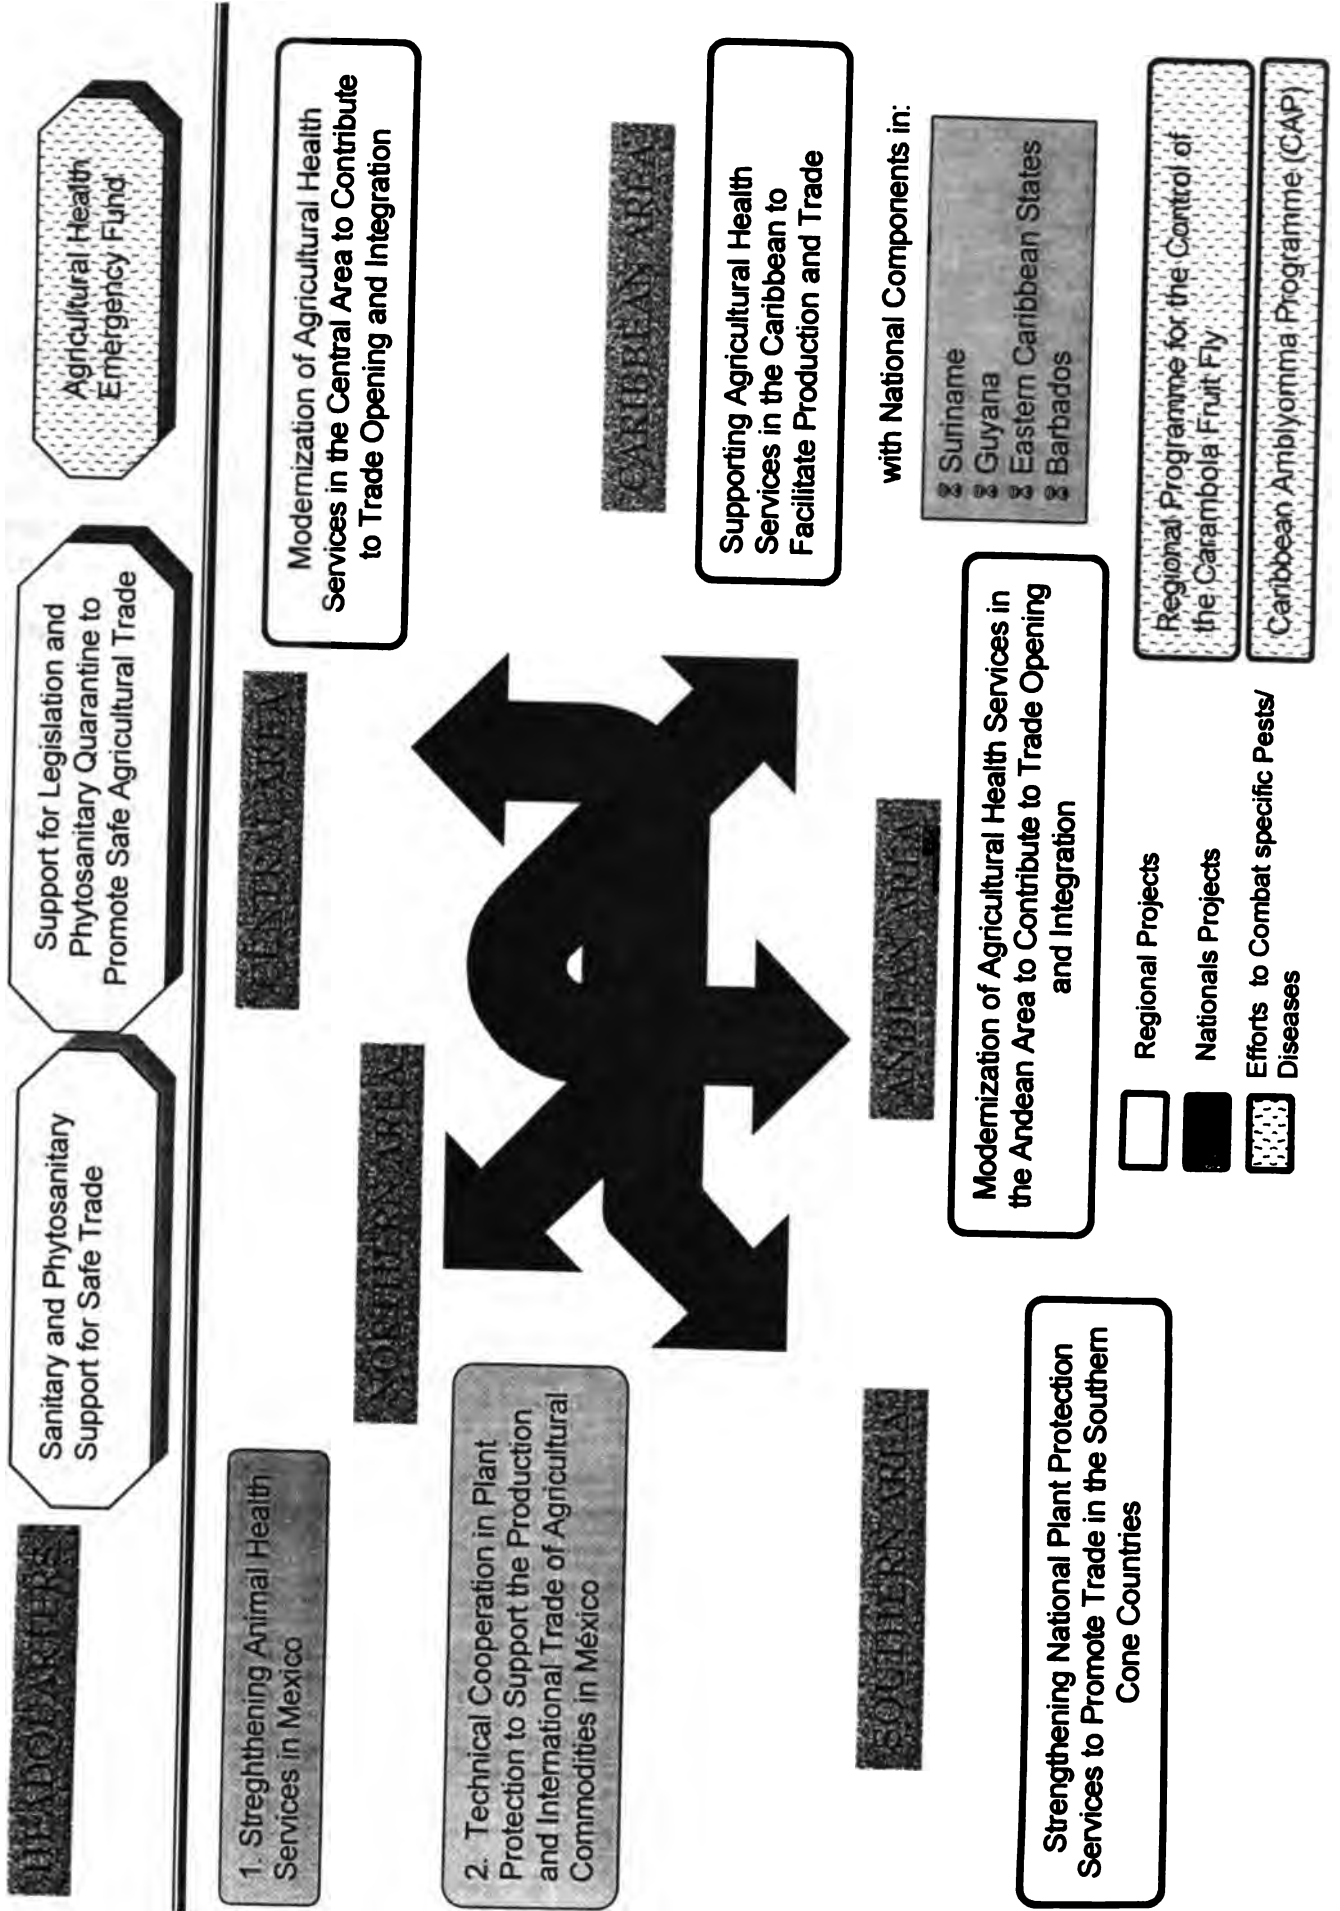 HEADQUARTERS
Sanitary and Phytosanitary
Support for Safe Trade
Support for Legislation and
Phytosanitary Quarantine to
Promote Safe Agricultural Trade
Agricultural Health
Emergency Fund
1. Streghthening Animal Health
Services in Mexico
NORTHERN AREA
CENTRAL AREA
Modernization of Agricultural Health
Services in the Central Area to Contribute
to Trade Opening and Integration
2. Technical Cooperation in Plant
Protection to Support the Production
and International Trade of Agricultural
Commodities in México
CARIBBEAN AREA
Supporting Agricultural Health
Services in the Caribbean to
Facilitate Production and Trade
with National Components in:
Suriname
Guyana
Eastern Caribbean States
Barbados
SOUTHERN AREA
Strengthening National Plant Protection
Services to Promote Trade in the Southern
Cone Countries
ANDEAN AREA
Modernization of Agricultural Health Services in
the Andean Area to Contribute to Trade Opening
and Integration
Regional Projects
Nationals Projects
Efforts to Combat specific Pests/
Diseases
Regional Programme for the Control of
the Carambola Fruit Fly
Caribbean Amblyomma Programme (CAP)